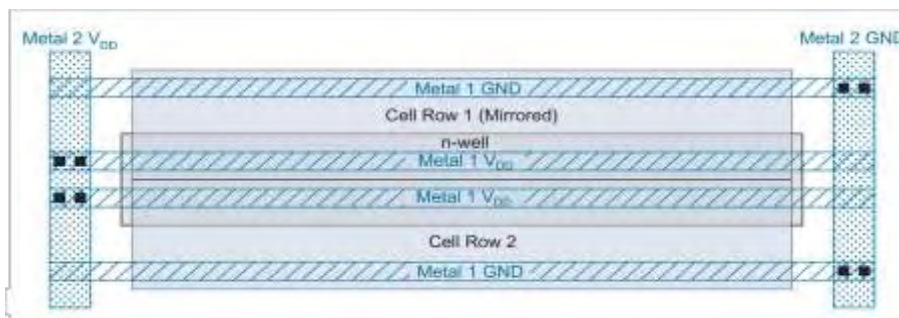 Metal 2 V_DD
Metal 2 GND
Metal 1 GND
Cell Row 1 (Mirrored)
n-well
Metal 1 V_DD
Metal 1 V_DD
Cell Row 2
Metal 1 GND